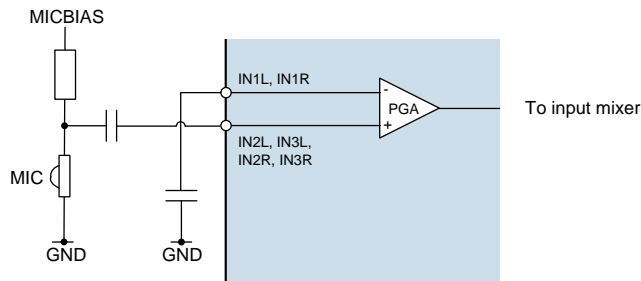 MICBIAS
IN1L, IN1R
-
PGA
+
To input mixer
IN2L, IN3L,
IN2R, IN3R
MIC
GND
GND